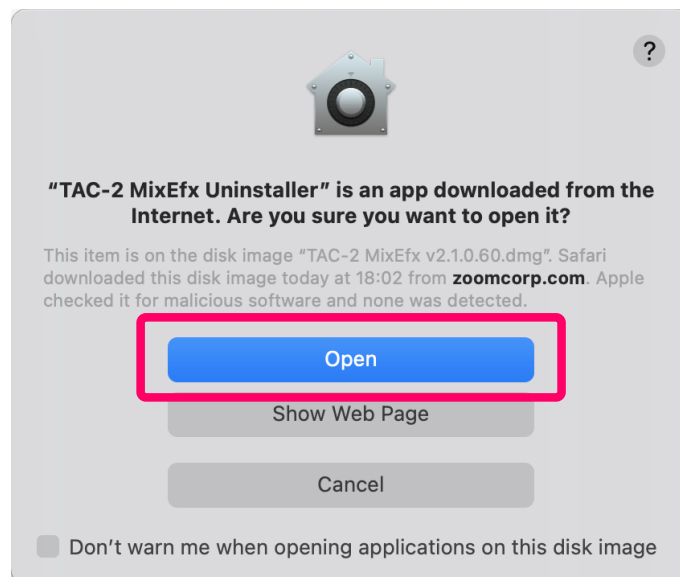 ?
“TAC-2 MixEfx Uninstaller” is an app downloaded from the
Internet. Are you sure you want to open it?
This item is on the disk image “TAC-2 MixEfx v2.1.0.60.dmg”. Safari
downloaded this disk image today at 18:02 from zoomcorp.com. Apple
checked it for malicious software and none was detected.
Open
Show Web Page
Cancel
Don’t warn me when opening applications on this disk image